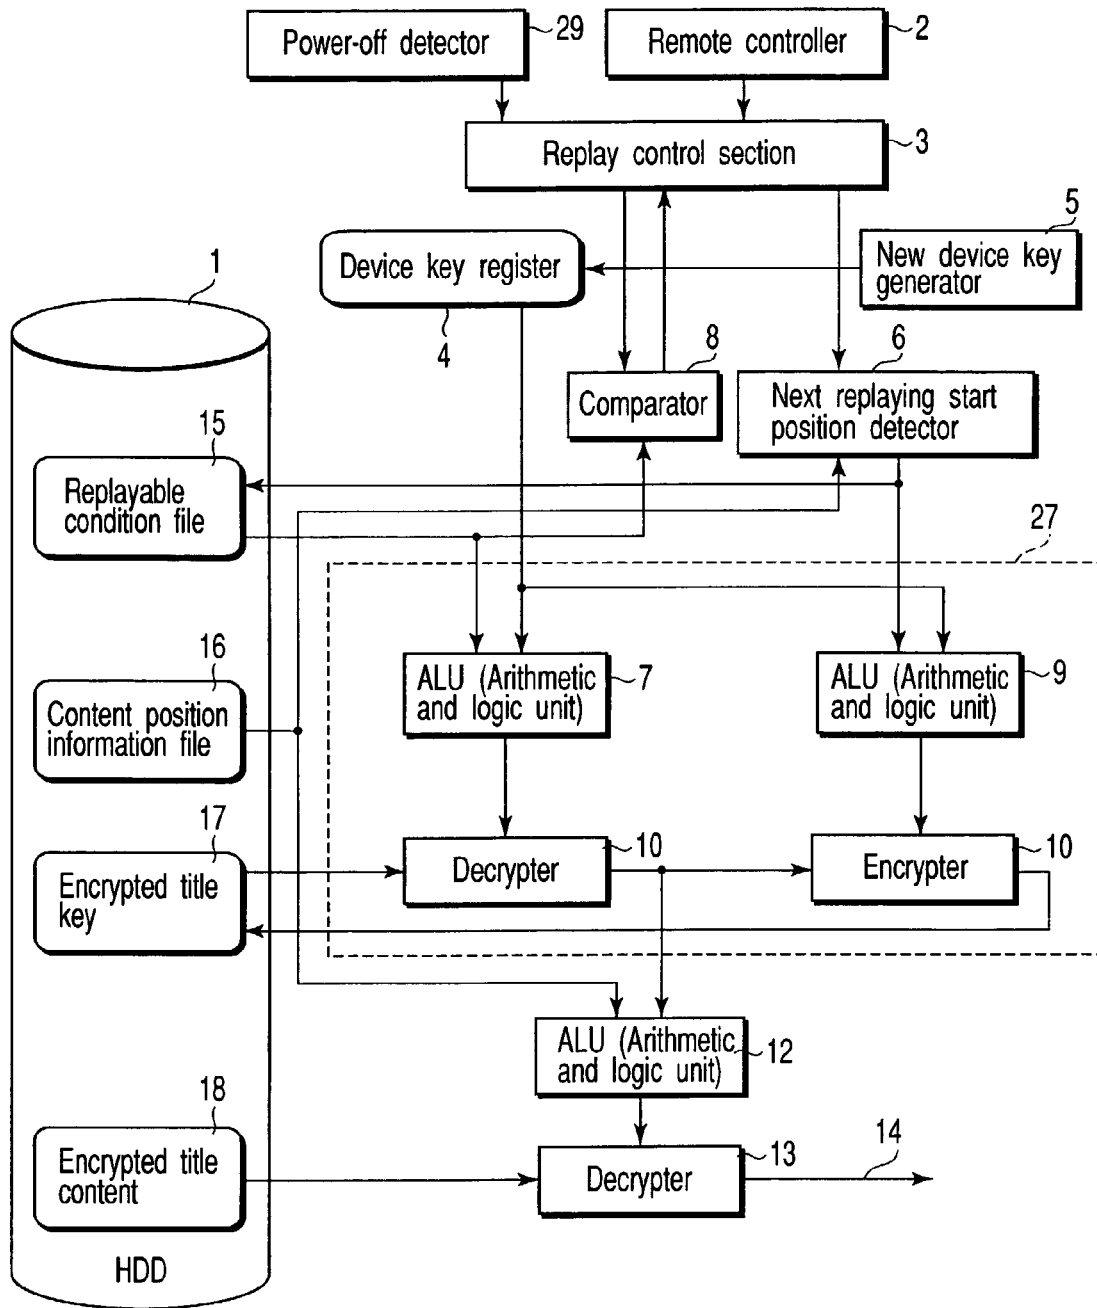 Power-off detector
29
Remote controller
2
Replay control section
3
5
New device key
generator
Device key register
4
1
8
Comparator
6
Next replaying start
position detector
15
Replayable
condition file
27
16
Content position
information file
ALU (Arithmetic
and logic unit)
7
ALU (Arithmetic
and logic unit)
9
17
Encrypted title
key
Decrypter
10
Encrypter
10
ALU (Arithmetic
and logic unit)
12
18
Encrypted title
content
Decrypter
13
14
HDD